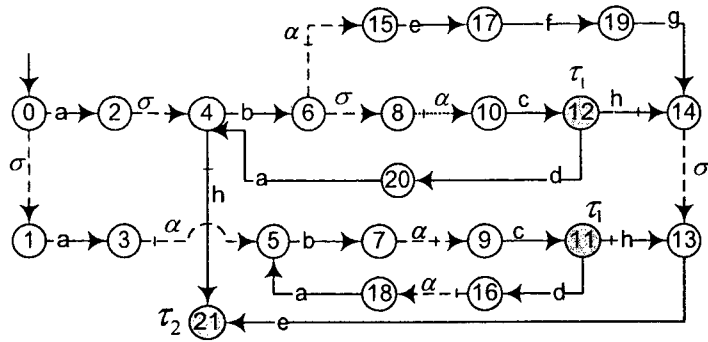 α 15 e 17 f 19 g
τ₁
0 a 2 σ 4 b 6 σ 8 α 10 c 12 h 14
σ a 20 d σ
h τ₁
1 a 3 α 5 b 7 α 9 c 11 h 13
a 18 α 16 d
τ₂ 21 e